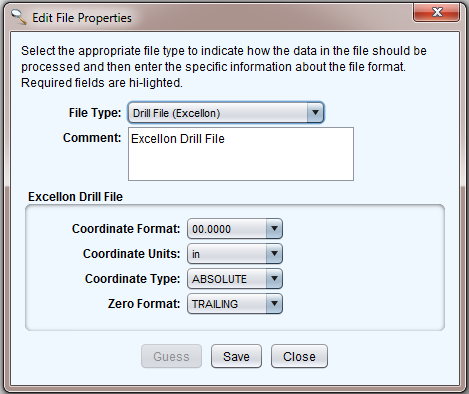 Edit File Properties
Select the appropriate file type to indicate how the data in the file should be
processed and then enter the specific information about the file format.
Required fields are hi-lighted.
File Type: Drill File (Excellon)
Comment: Excellon Drill File
Excellon Drill File
Coordinate Format: 00.0000
Coordinate Units: in
Coordinate Type: ABSOLUTE
Zero Format: TRAILING
Guess Save Close